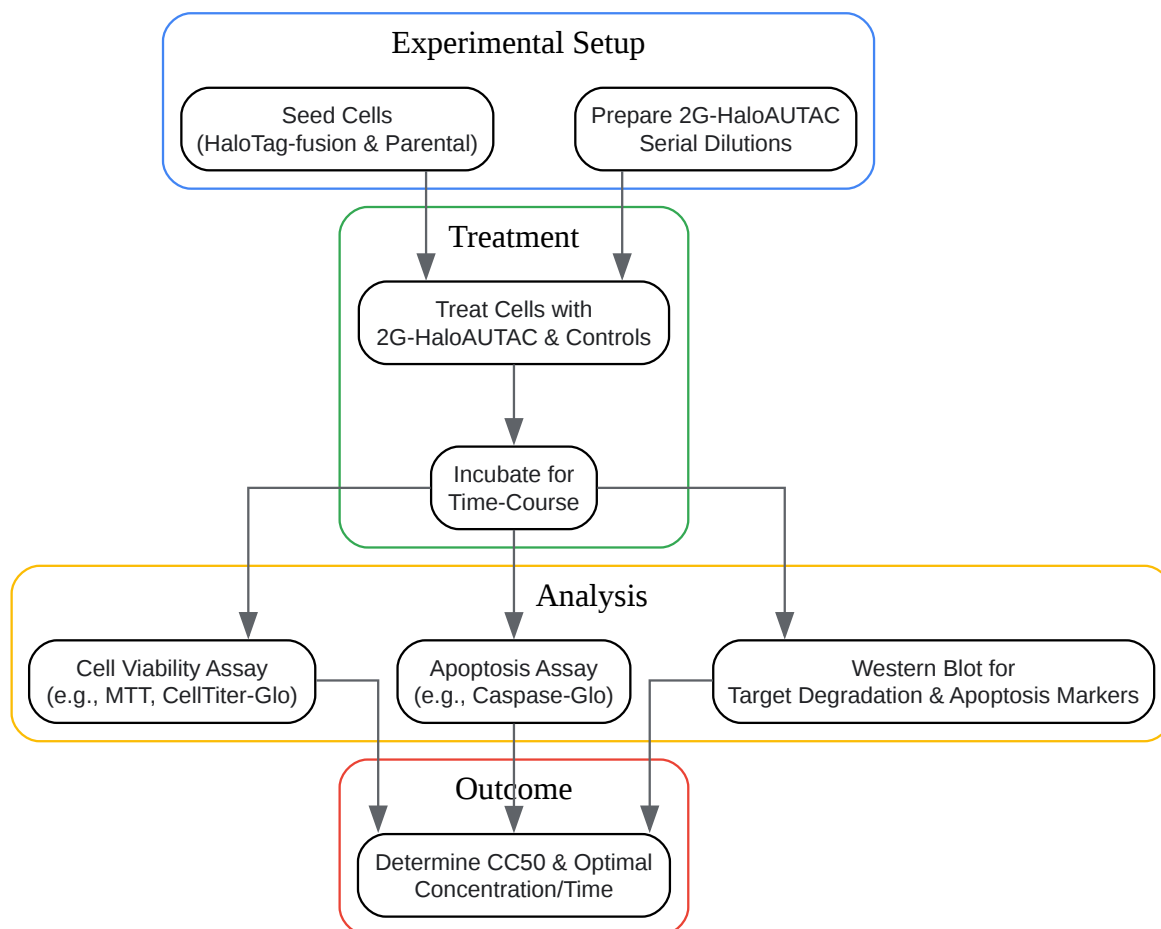 Experimental Setup
Seed Cells
(HaloTag-fusion & Parental)
Prepare 2G-HaloAUTAC
Serial Dilutions
Treatment
Treat Cells with
2G-HaloAUTAC & Controls
Incubate for
Time-Course
Analysis
Cell Viability Assay
(e.g., MTT, CellTiter-Glo)
Apoptosis Assay
(e.g., Caspase-Glo)
Western Blot for
Target Degradation & Apoptosis Markers
Outcome
Determine CC50 & Optimal
Concentration/Time